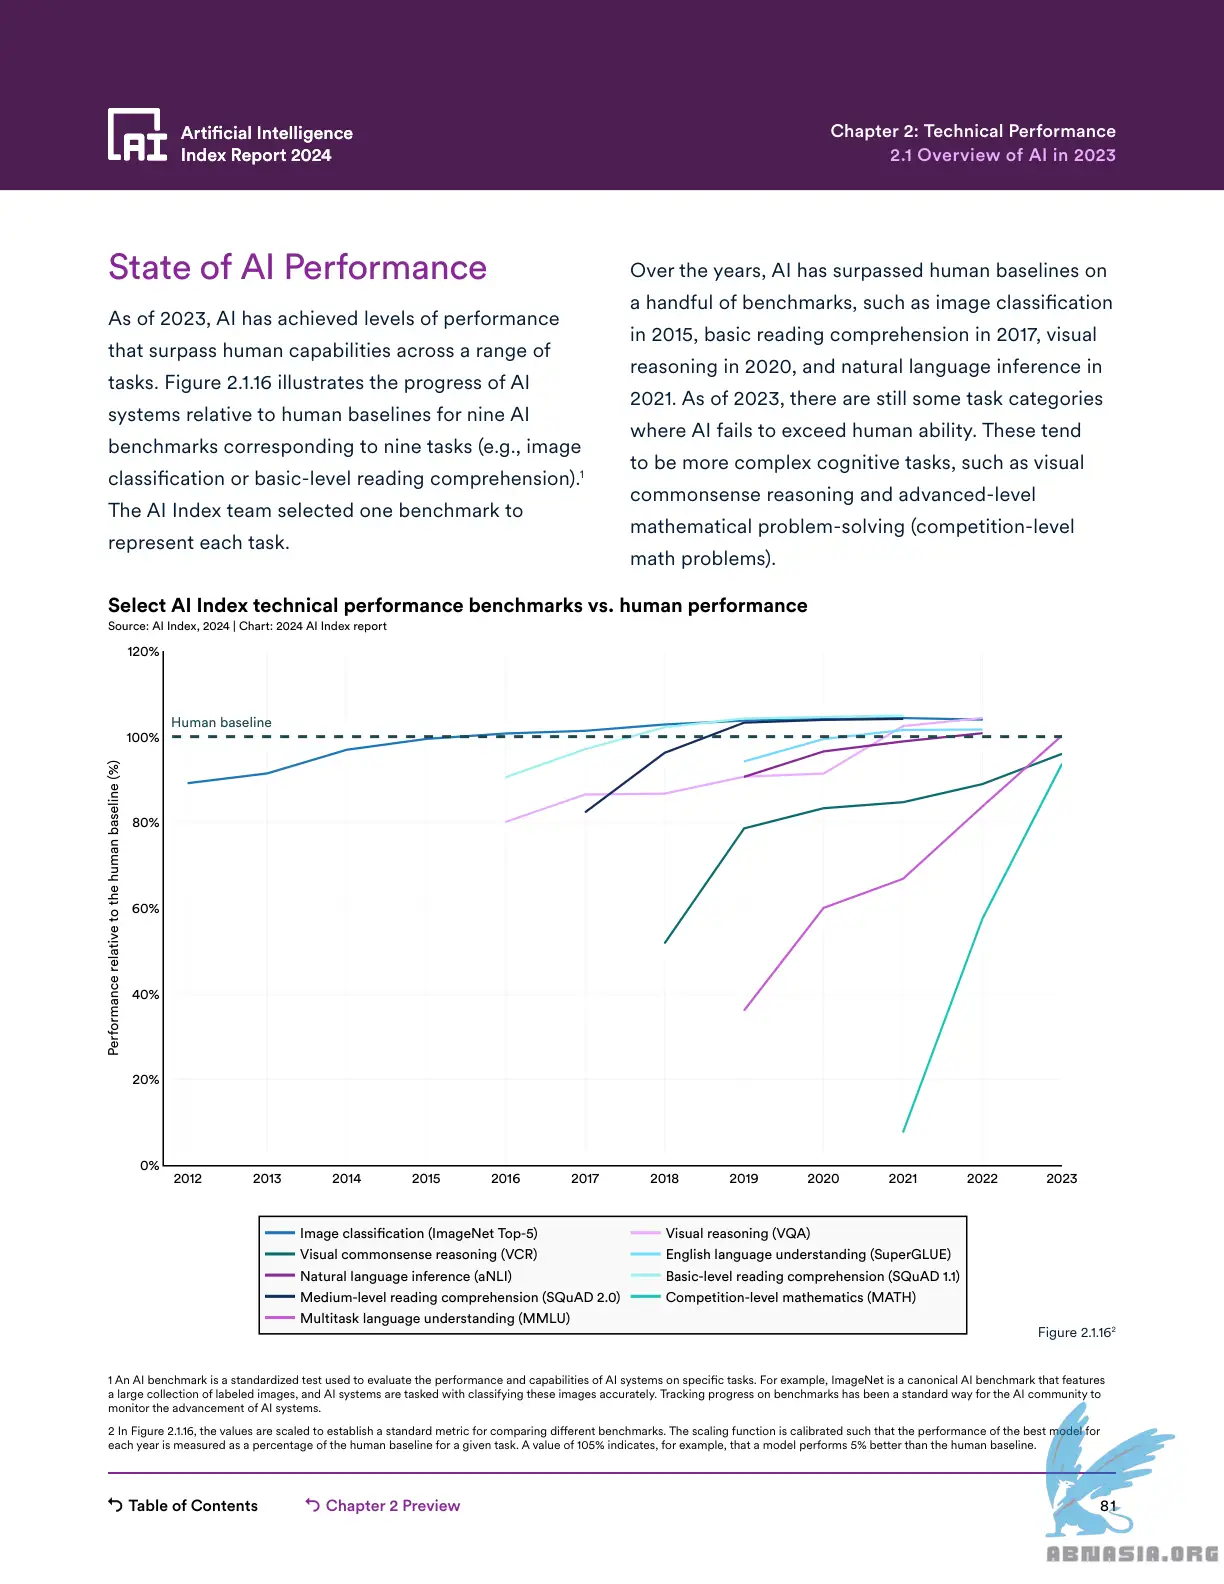 Artificial Intelligence
Index Report 2024
Chapter 2: Technical Performance
2.1 Overview of AI in 2023
State of AI Performance
As of 2023, AI has achieved levels of performance
that surpass human capabilities across a range of
tasks. Figure 2.1.16 illustrates the progress of AI
systems relative to human baselines for nine AI
benchmarks corresponding to nine tasks (e.g., image
classification or basic-level reading comprehension).1
The AI Index team selected one benchmark to
represent each task.
Over the years, AI has surpassed human baselines on
a handful of benchmarks, such as image classification
in 2015, basic reading comprehension in 2017, visual
reasoning in 2020, and natural language inference in
2021. As of 2023, there are still some task categories
where AI fails to exceed human ability. These tend
to be more complex cognitive tasks, such as visual
commonsense reasoning and advanced-level
mathematical problem-solving (competition-level
math problems).
Select AI Index technical performance benchmarks vs. human performance
Source: AI Index, 2024 | Chart: 2024 AI Index report
120%
Human baseline
100%
80%
60%
40%
20%
0%
Performance relative to the human baseline (%)
2012 2013 2014 2015 2016 2017 2018 2019 2020 2021 2022 2023
Image classification (ImageNet Top-5)
Visual commonsense reasoning (VCR)
Natural language inference (aNLI)
Medium-level reading comprehension (SQuAD 2.0)
Multitask language understanding (MMLU)
Visual reasoning (VQA)
English language understanding (SuperGLUE)
Basic-level reading comprehension (SQuAD 1.1)
Competition-level mathematics (MATH)
Figure 2.1.162
1 An AI benchmark is a standardized test used to evaluate the performance and capabilities of AI systems on specific tasks. For example, ImageNet is a canonical AI benchmark that features
a large collection of labeled images, and AI systems are tasked with classifying these images accurately. Tracking progress on benchmarks has been a standard way for the AI community to
monitor the advancement of AI systems.
2 In Figure 2.1.16, the values are scaled to establish a standard metric for comparing different benchmarks. The scaling function is calibrated such that the performance of the best model for
each year is measured as a percentage of the human baseline for a given task. A value of 105% indicates, for example, that a model performs 5% better than the human baseline.
Table of Contents
Chapter 2 Preview
81
ABNASIA.ORG